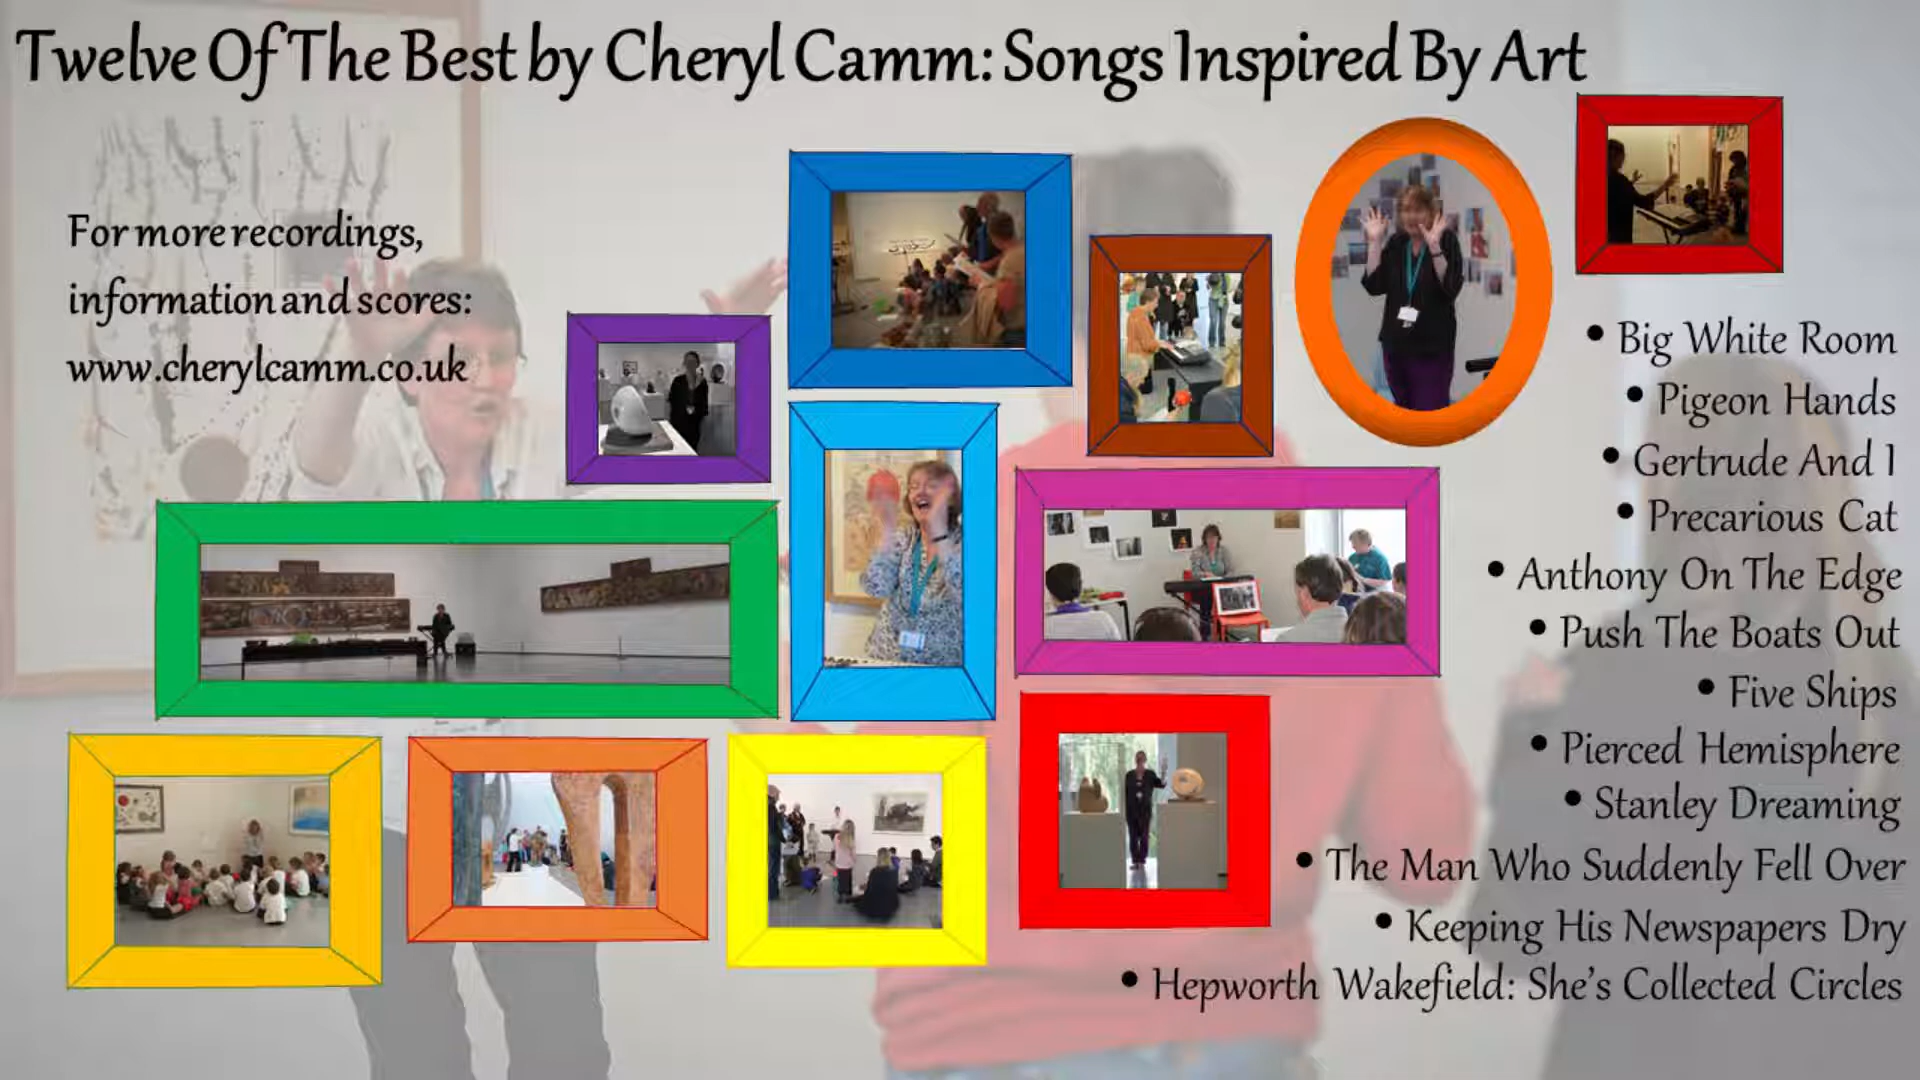 Twelve Of The Best by Cheryl Camm: Songs Inspired By Art
For more recordings,
information and scores:
www.cherylcamm.co.uk
• Big White Room
• Pigeon Hands
• Gertrude And I
• Precarious Cat
• Anthony On The Edge
• Push The Boats Out
• Five Ships
• Pierced Hemisphere
• Stanley Dreaming
• The Man Who Suddenly Fell Over
• Keeping His Newspapers Dry
• Hepworth Wakefield: She's Collected Circles